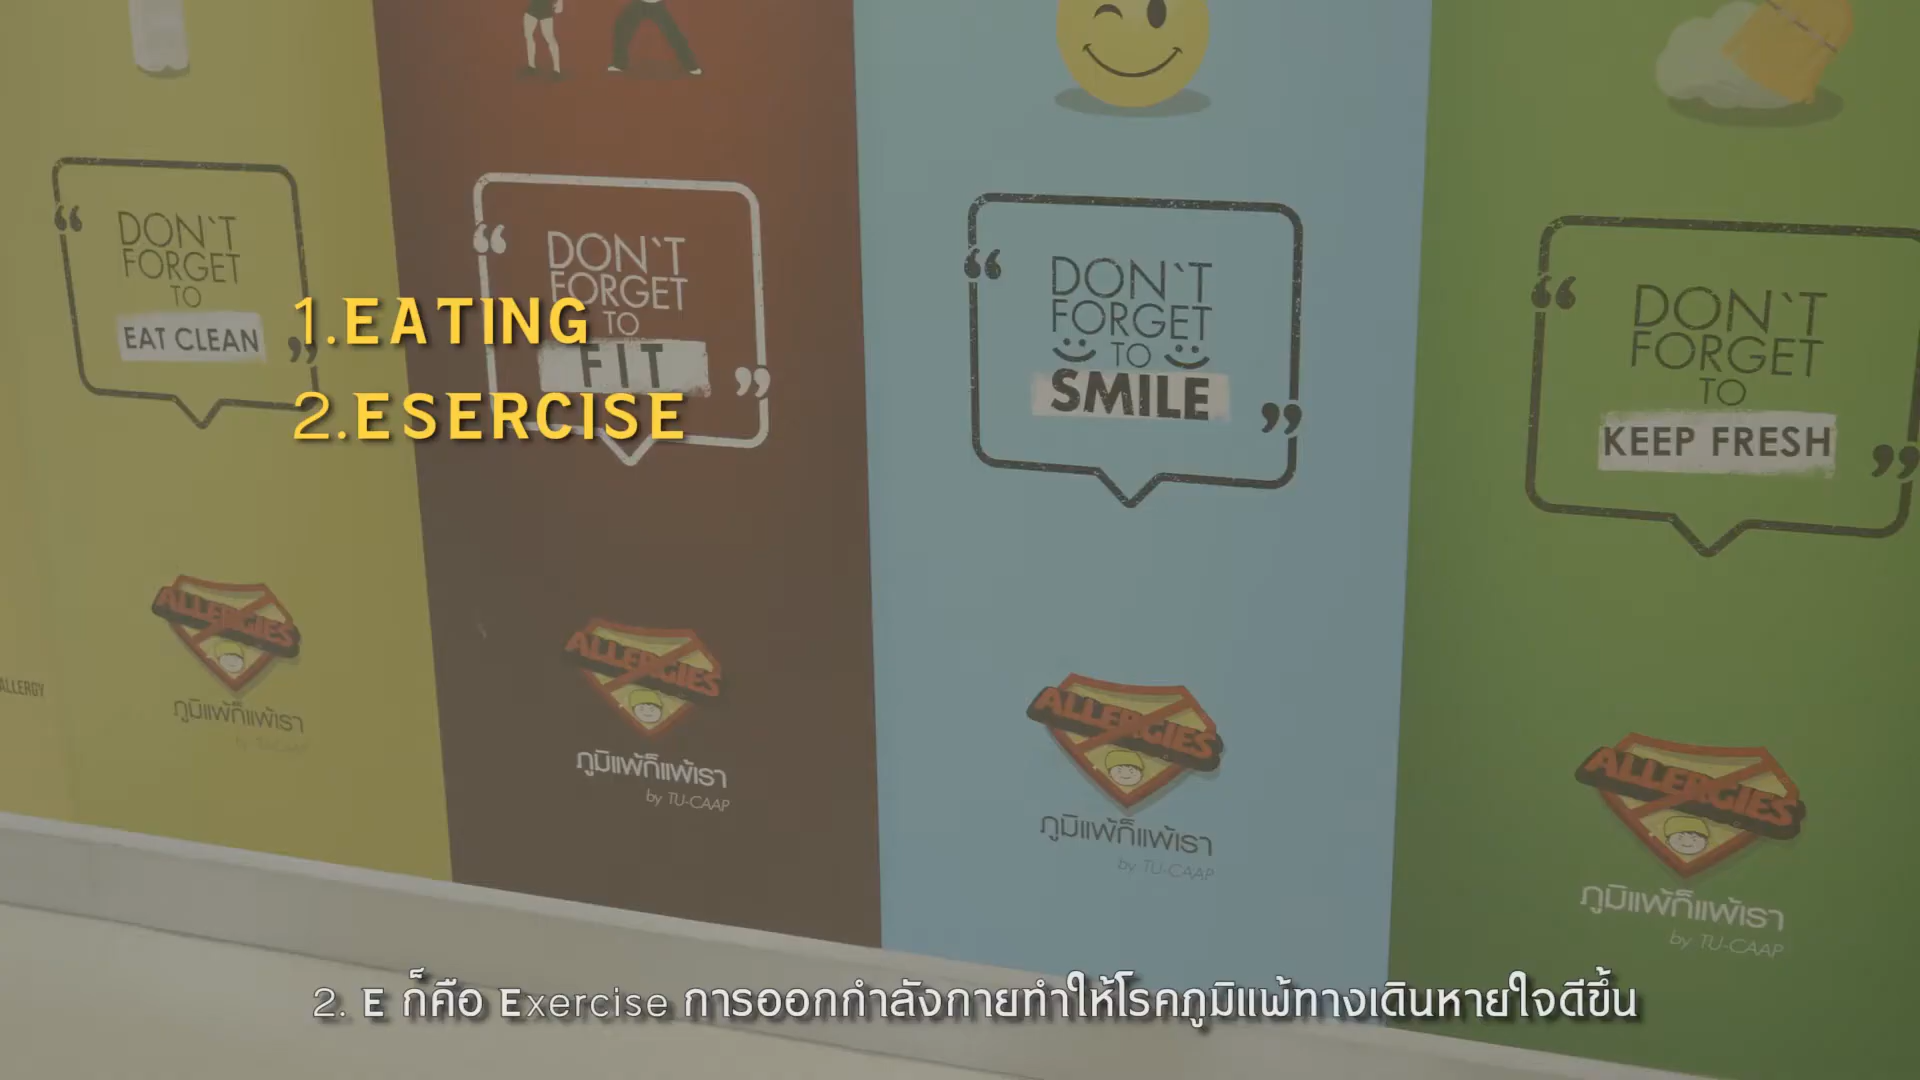 DON`T
FORGET
TO
EAT CLEAN
DON`T
FORGET
TO
FIT
DON`T
FORGET
TO
SMILE
DON`T
FORGET
TO
KEEP FRESH
1.EATING
2.ESERCISE
ALLERGY
ALLERGIES
ภูมิแพ้ก็แพ้เรา
by TU-CAAP
ALLERGIES
ภูมิแพ้ก็แพ้เรา
by TU-CAAP
ALLERGIES
ภูมิแพ้ก็แพ้เรา
by TU-CAAP
ALLERGIES
ภูมิแพ้ก็แพ้เรา
by TU-CAAP
2. E ก็คือ Exercise การออกกำลังกายทำให้โรคภูมิแพ้ทางเดินหายใจดีขึ้น